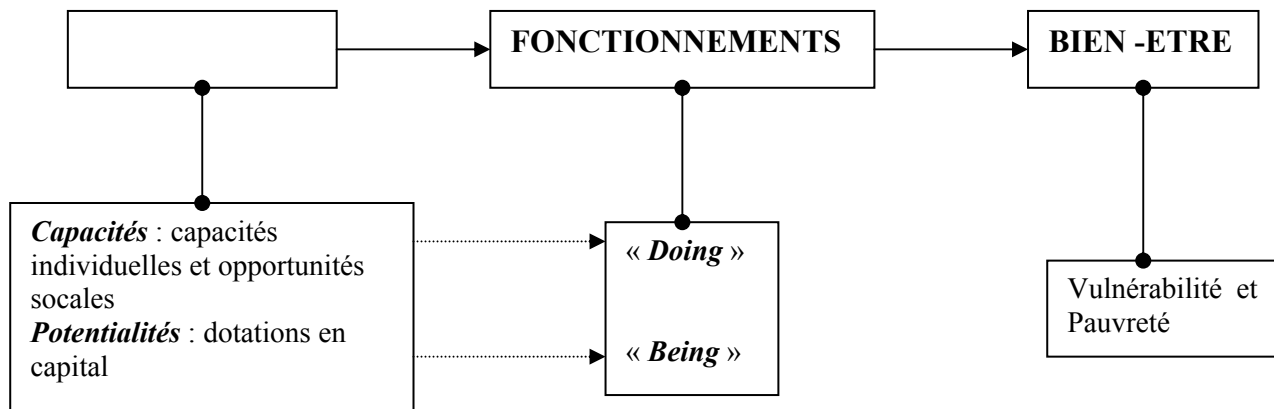 FONCTIONNEMENTS
BIEN -ETRE
Capacités : capacités
individuelles et opportunités
socales
Potentialités : dotations en
capital
« Doing »
« Being »
Vulnérabilité et
Pauvreté